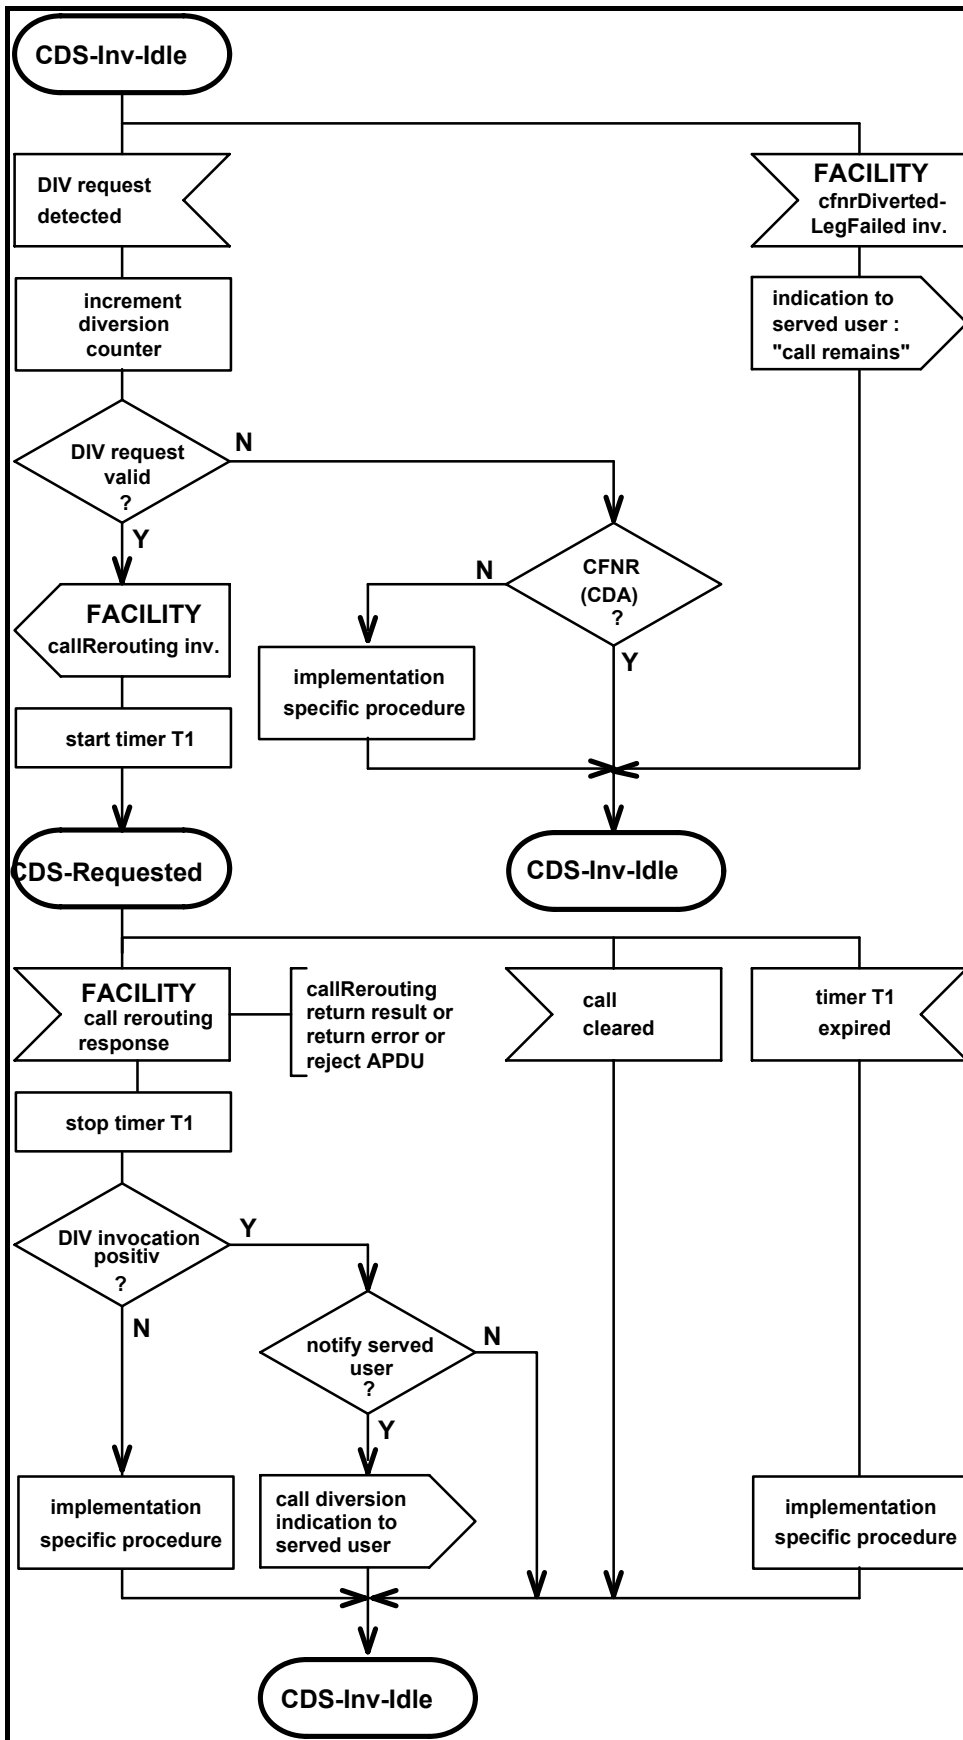 CDS-Inv-Idle
DIV request
detected
FACILITY
cfnrDiverted-
LegFailed inv.
increment
diversion
counter
indication to
served user :
"call remains"
DIV request
valid
?
N
Y
CFNR
(CDA)
?
N
Y
FACILITY
callRerouting inv.
implementation
specific procedure
start timer T1
CDS-Requested
CDS-Inv-Idle
FACILITY
call rerouting
response
callRerouting
return result or
return error or
reject APDU
call
cleared
timer T1
expired
stop timer T1
DIV invocation
positiv
?
Y
N
notify served
user
?
N
Y
implementation
specific procedure
call diversion
indication to
served user
implementation
specific procedure
CDS-Inv-Idle